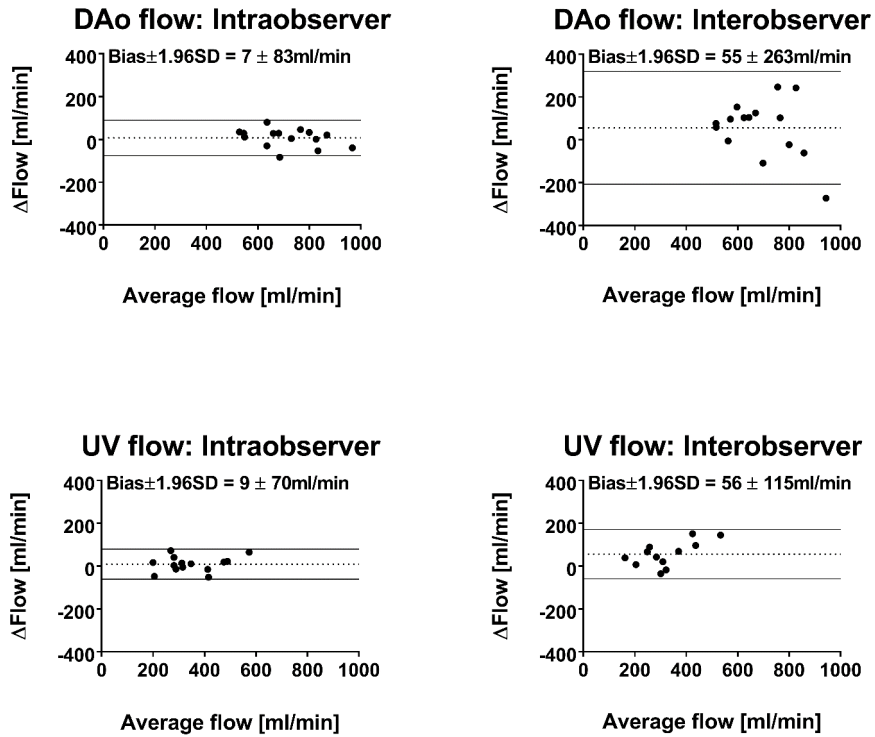 DAo flow: Intraobserver
Bias±1.96SD = 7 ± 83ml/min
400
200
0
-200
-400
0 200 400 600 800 1000
ΔFlow [ml/min]
Average flow [ml/min]
DAo flow: Interobserver
Bias±1.96SD = 55 ± 263ml/min
400
200
0
-200
-400
0 200 400 600 800 1000
ΔFlow [ml/min]
Average flow [ml/min]
UV flow: Intraobserver
Bias±1.96SD = 9 ± 70ml/min
400
200
0
-200
-400
0 200 400 600 800 1000
ΔFlow [ml/min]
Average flow [ml/min]
UV flow: Interobserver
Bias±1.96SD = 56 ± 115ml/min
400
200
0
-200
-400
0 200 400 600 800 1000
ΔFlow [ml/min]
Average flow [ml/min]